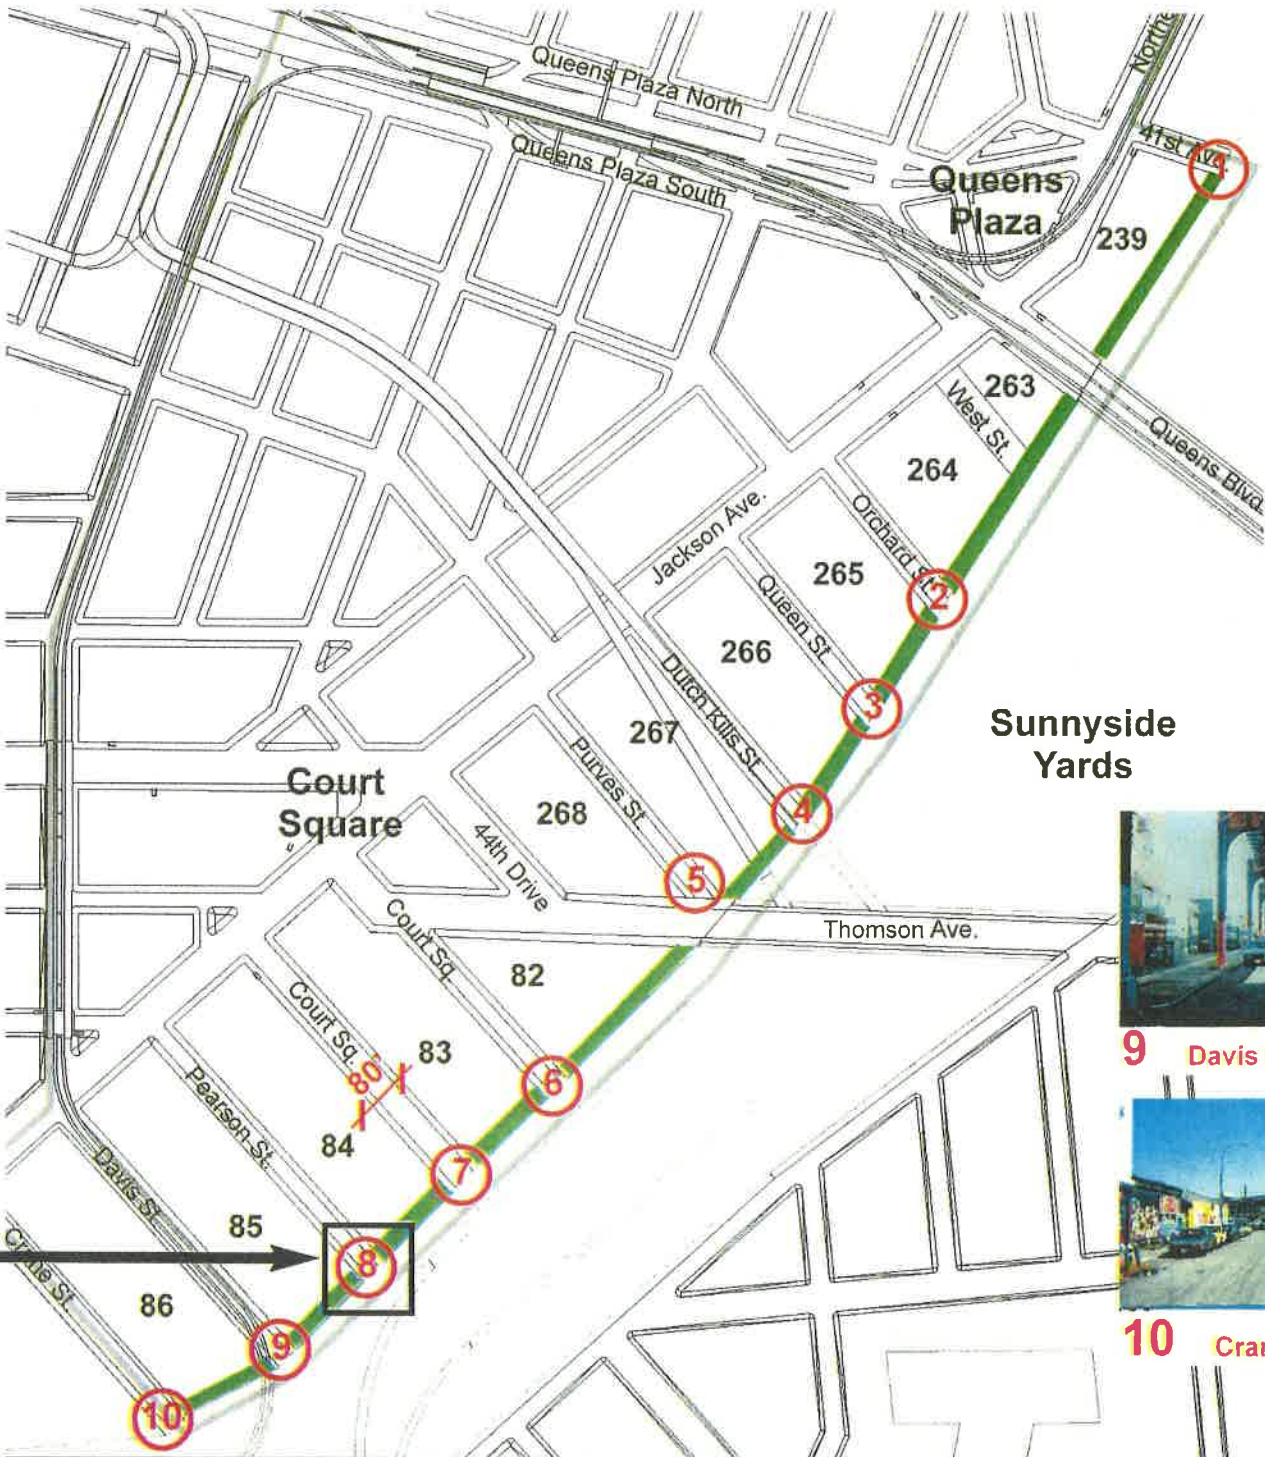 Queens Plaza North
Queens Plaza South
41st Ave.
1
Queens
Plaza
239
263
West St.
Queens Blvd.
264
Orchard St.
Jackson Ave.
265
2
Queen St.
266
3
Dutch Kills St.
Sunnyside
Yards
267
Purves St.
Court
Square
4
268
44th Drive
5
Thomson Ave.
Court Sq.
82
Court Sq.
83
80'
6
9 Davis
Pearson St.
84
7
Davis St.
85
8
Crane St.
86
9
10
10 Cran